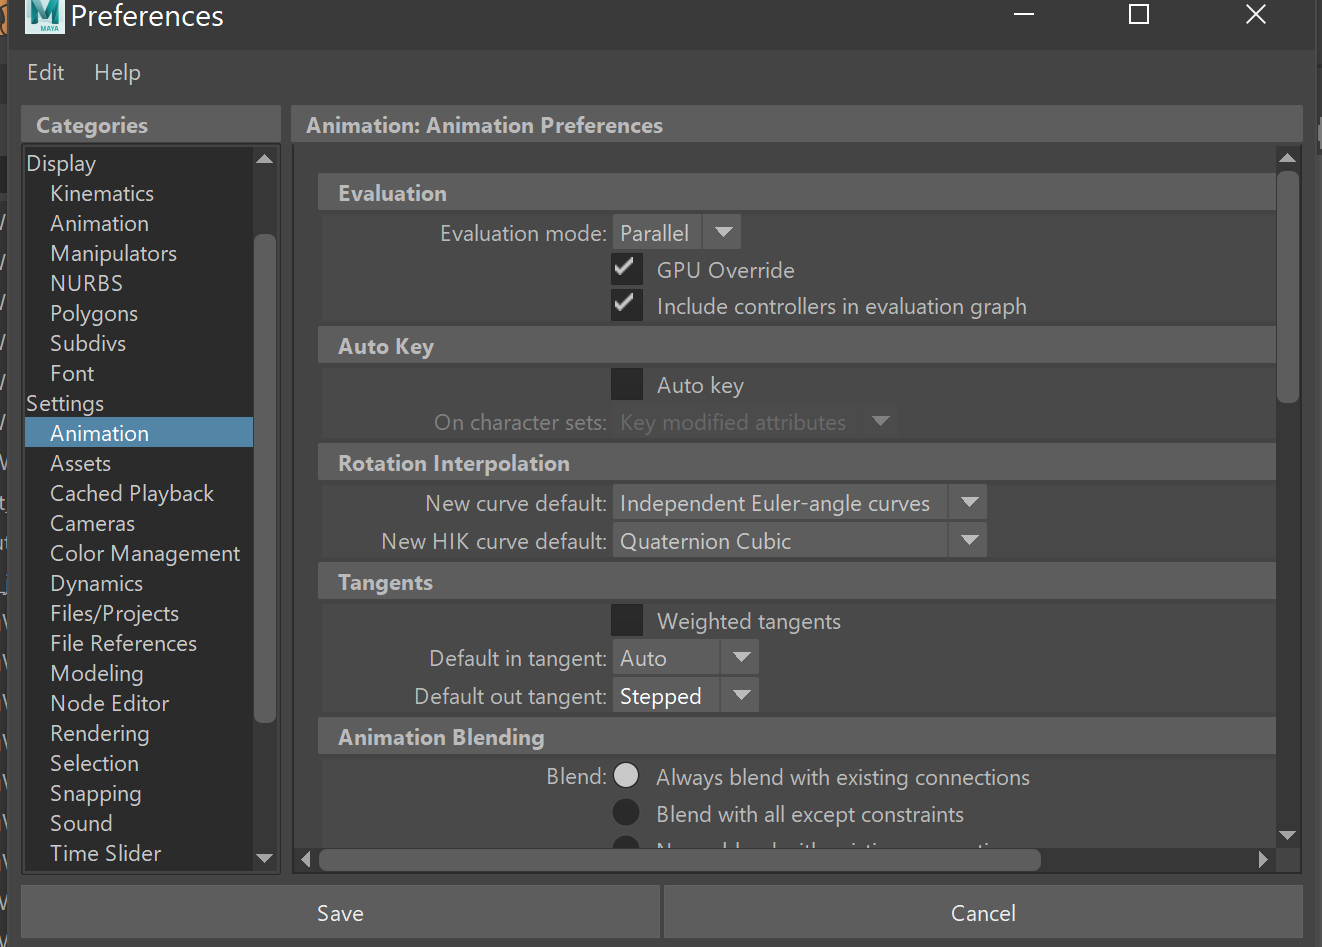 MAYA Preferences
Edit Help
Categories
Display
Kinematics
Animation
Manipulators
NURBS
Polygons
Subdivs
Font
Settings
Animation
Assets
Cached Playback
Cameras
Color Management
Dynamics
Files/Projects
File References
Modeling
Node Editor
Rendering
Selection
Snapping
Sound
Time Slider
Animation: Animation Preferences
Evaluation
Evaluation mode: Parallel
GPU Override
Include controllers in evaluation graph
Auto Key
Auto key
On character sets: Key modified attributes
Rotation Interpolation
New curve default: Independent Euler-angle curves
New HIK curve default: Quaternion Cubic
Tangents
Weighted tangents
Default in tangent: Auto
Default out tangent: Stepped
Animation Blending
Blend: Always blend with existing connections
Blend with all except constraints
Save Cancel